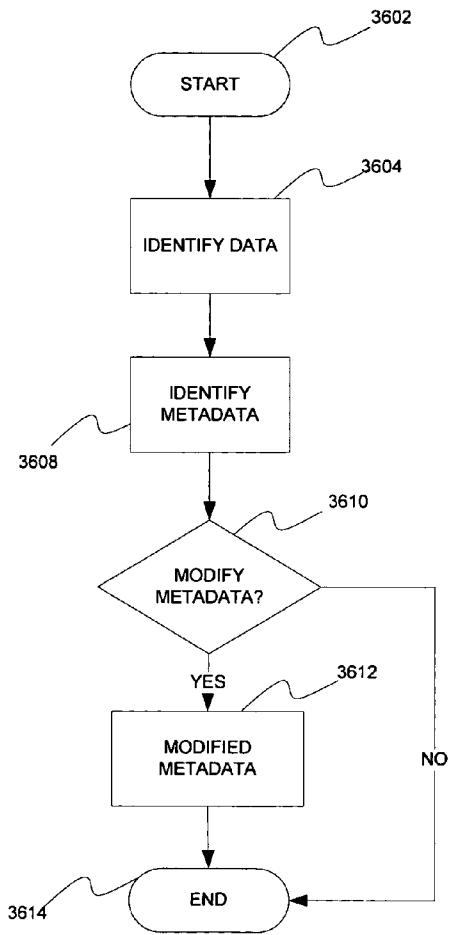 3602
START
3604
IDENTIFY DATA
IDENTIFY
METADATA
3608
3610
MODIFY
METADATA?
YES
3612
MODIFIED
METADATA
NO
END
3614